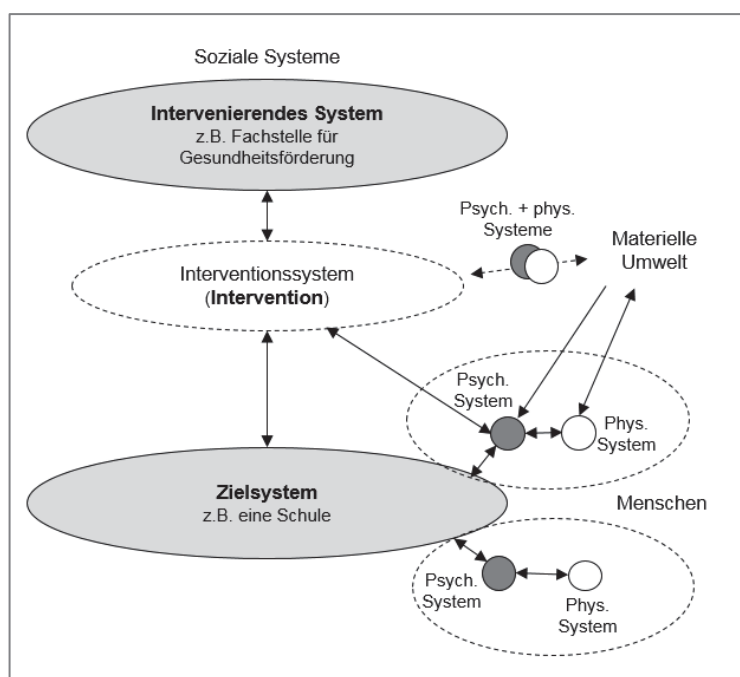 Soziale Systeme
Intervenierendes System
z.B. Fachstelle für
Gesundheitsförderung
Psych. + phys.
Systeme
Materielle
Umwelt
Interventionssystem
(Intervention)
Psych.
System
Phys.
System
Zielsystem
z.B. eine Schule
Menschen
Psych.
System
Phys.
System